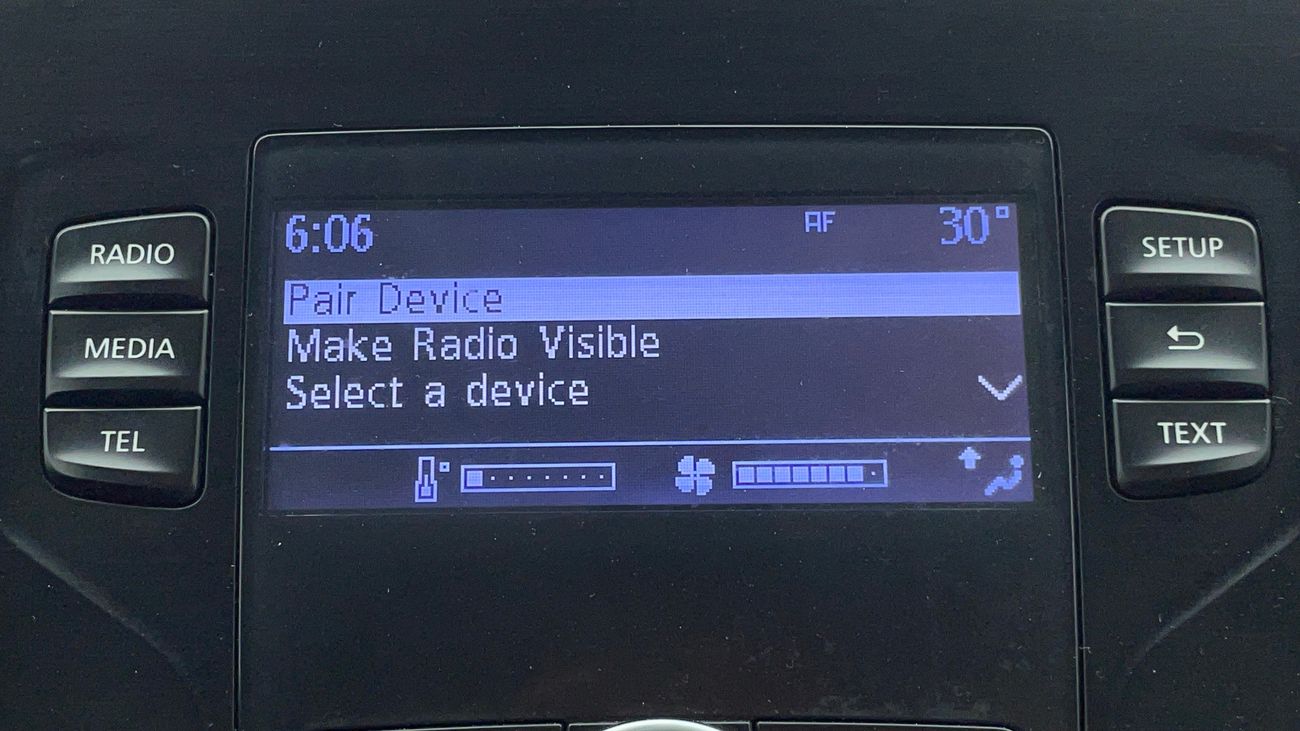 RADIO
MEDIA
TEL
6:06 AF 30°
Pair Device
Make Radio Visible
Select a device
SETUP
TEXT